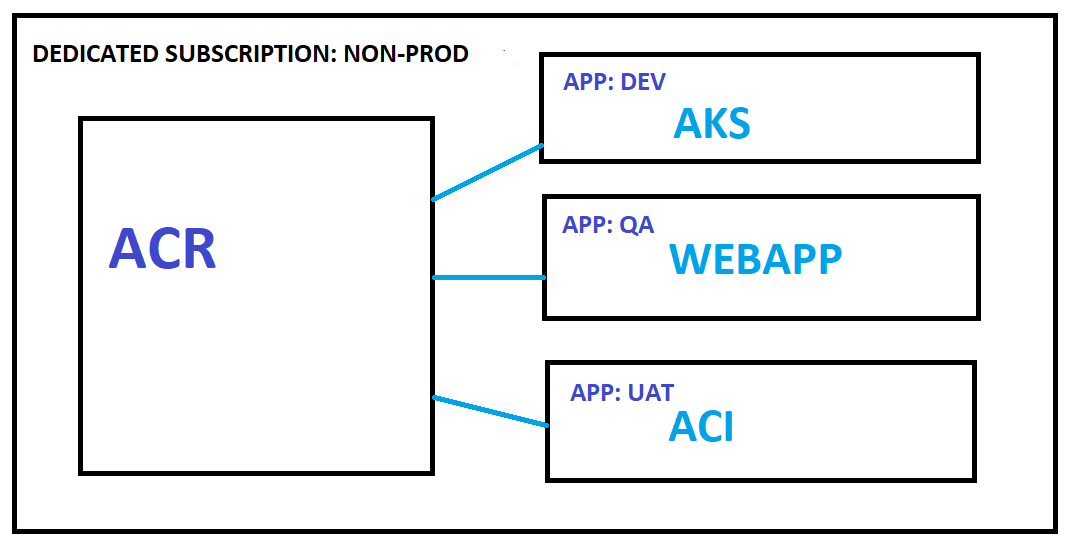 DEDICATED SUBSCRIPTION: NON-PROD
ACR
APP: DEV
AKS
APP: QA
WEBAPP
APP: UAT
ACI